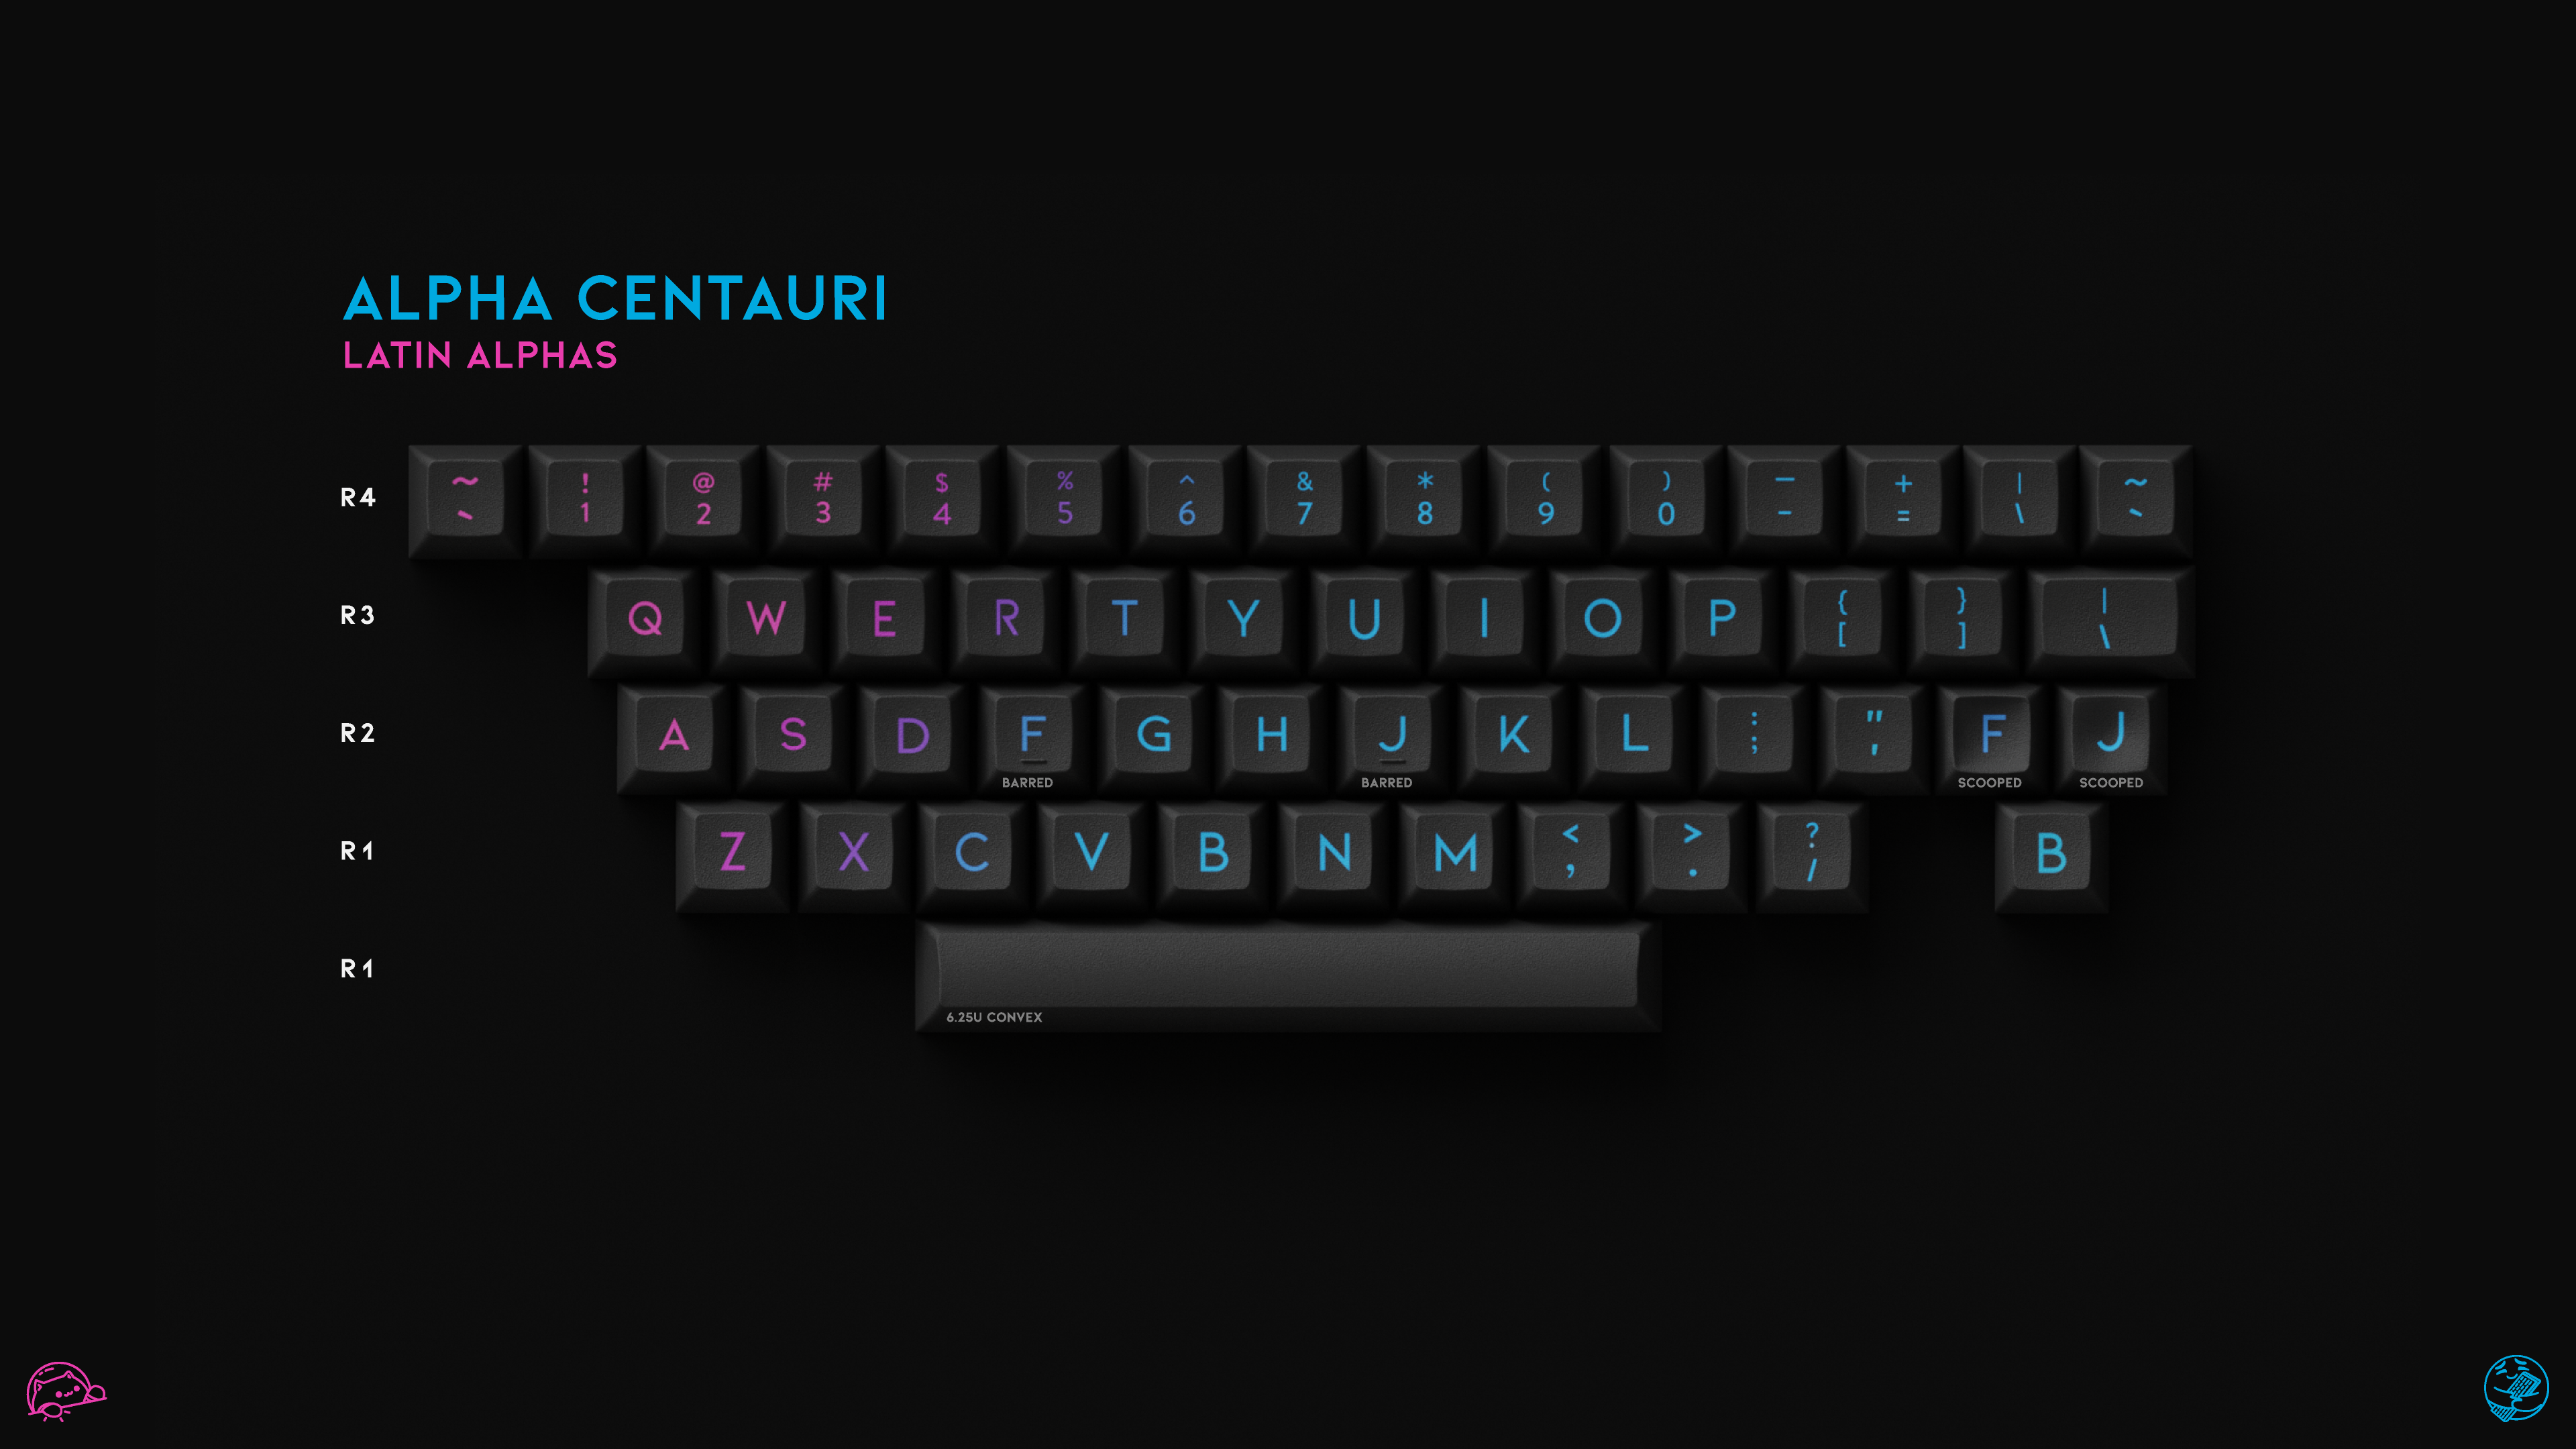 ALPHA CENTAURI
LATIN ALPHAS
R4 ~ ! @ # $ % ^ & * ( ) — + | ~
` 1 2 3 4 5 6 7 8 9 0 - = \ `
R3 Q W E R T Y U I O P { } |
[ ] \
R2 A S D F G H J K L : " F J
; '
BARRED BARRED SCOOPED SCOOPED
R1 Z X C V B N M < > ? B
, . /
R1
6.25U CONVEX